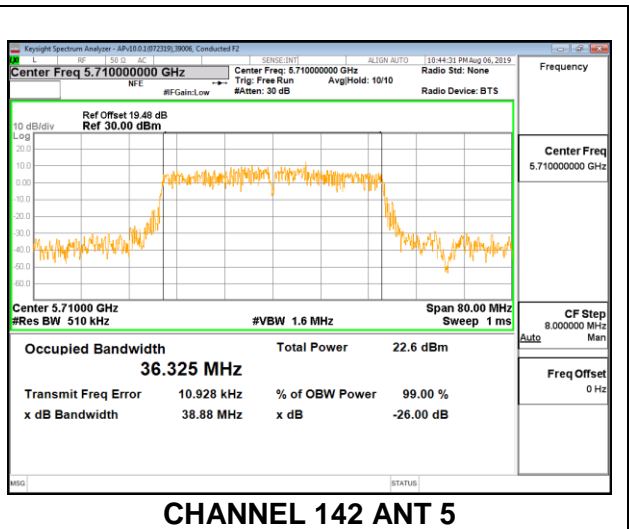 Keysight Spectrum Analyzer - APv10.0.1(072319),39006, Conducted F2
L RF 50 Ω AC SENSE:INT ALIGN AUTO 10:44:31 PM Aug 06, 2019
Center Freq 5.710000000 GHz
NFE
#IFGain:Low
Center Freq: 5.710000000 GHz
Trig: Free Run Avg|Hold: 10/10
#Atten: 30 dB
Radio Std: None
Radio Device: BTS
Frequency
Ref Offset 19.48 dB
10 dB/div Ref 30.00 dBm
Log
20.0
10.0
0.00
-10.0
-20.0
-30.0
-40.0
-50.0
-60.0
Center Freq
5.710000000 GHz
Center 5.71000 GHz Span 80.00 MHz
#Res BW 510 kHz #VBW 1.6 MHz Sweep 1 ms
CF Step
8.000000 MHz
Auto Man
Freq Offset
0 Hz
Occupied Bandwidth Total Power 22.6 dBm
36.325 MHz
Transmit Freq Error 10.928 kHz % of OBW Power 99.00 %
x dB Bandwidth 38.88 MHz x dB -26.00 dB
MSG STATUS
CHANNEL 142 ANT 5